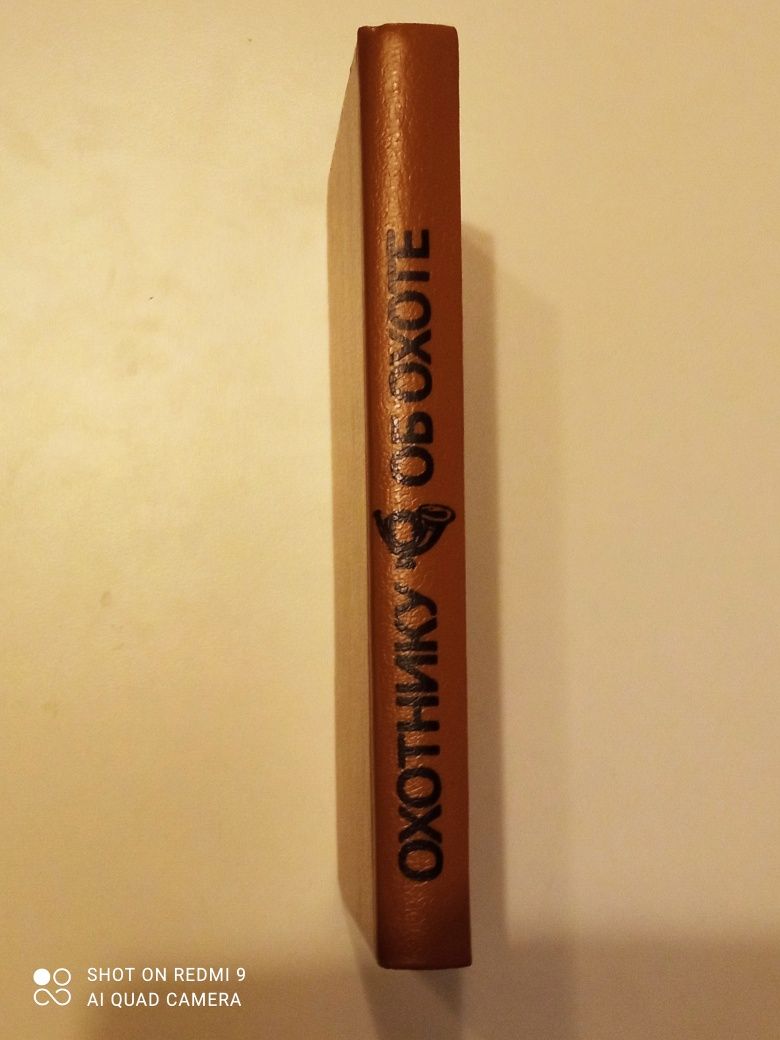 ОХОТНИКУ ОБ ОХОТЕ
SHOT ON REDMI 9
AI QUAD CAMERA